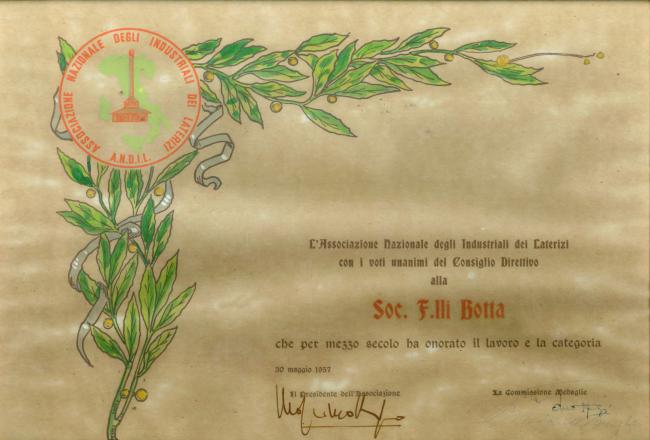 ASSOCIAZIONE NAZIONALE DEGLI INDUSTRIALI DEI LATERIZI
A.N.D.I.L.
L'Associazione Nazionale degli Industriali dei Laterizi
con i voti unanimi del Consiglio Direttivo
alla
Soc. F.lli Botta
che per mezzo secolo ha onorato il lavoro e la categoria
30 maggio 1957
Il Presidente dell'Associazione
La Commissione Medaglie